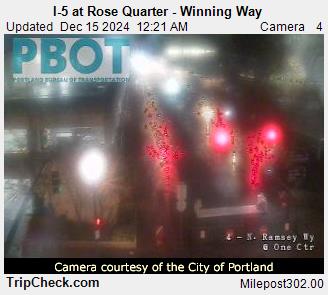 I-5 at Rose Quarter - Winning Way
Updated Dec 15 2024 12:21 AM Camera 4
PBOT
PORTLAND BUREAU OF TRANSPORTATION
4 - N. Ramsey Wy
@ One Ctr
Camera courtesy of the City of Portland
TripCheck.com Milepost302.00